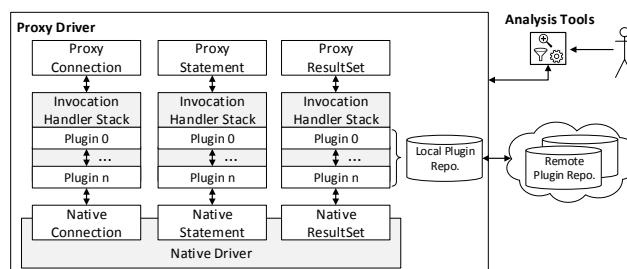 Proxy Driver
Analysis Tools
Proxy
Connection
Proxy
Statement
Proxy
ResultSet
Invocation
Handler Stack
Invocation
Handler Stack
Invocation
Handler Stack
Plugin 0
Plugin 0
Plugin 0
...
...
...
Plugin n
Plugin n
Plugin n
Local Plugin
Repo.
Remote
Plugin Repo.
Native
Connection
Native
Statement
Native
ResultSet
Native Driver